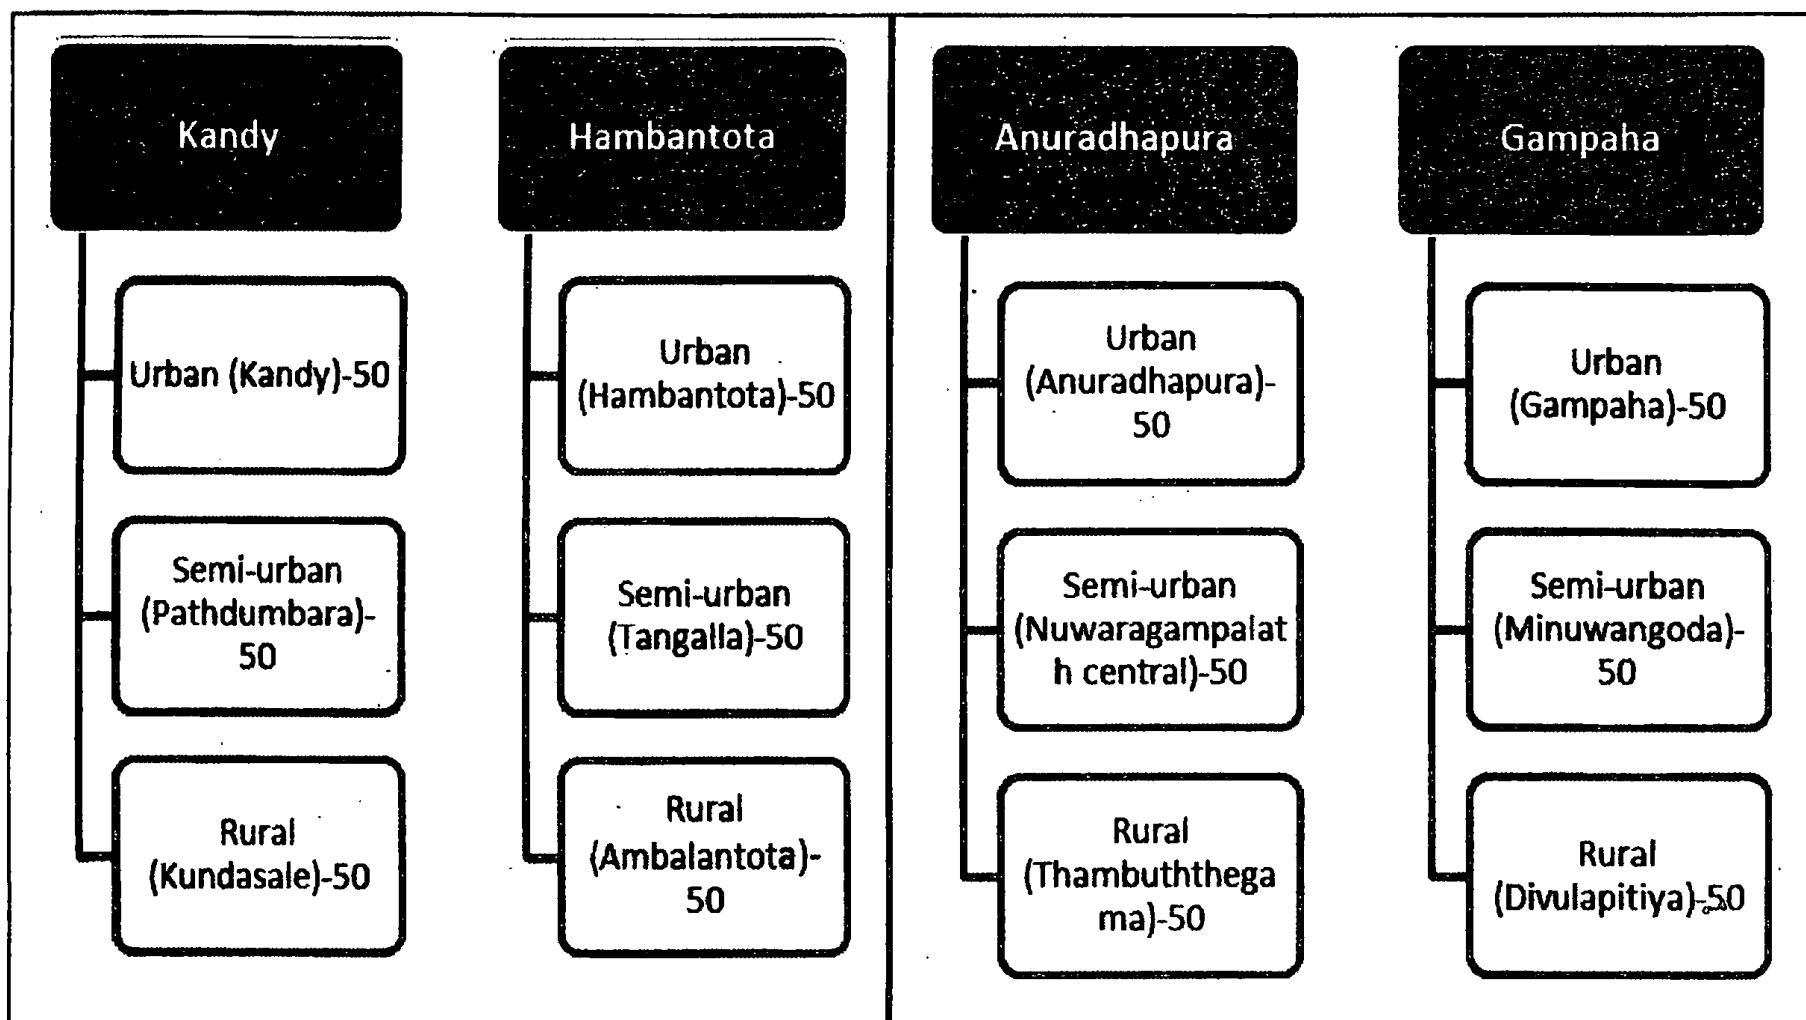 Kandy
Urban (Kandy)-50
Semi-urban
(Pathdumbara)-
50
Rural
(Kundasale)-50
Hambantota
Urban
(Hambantota)-50
Semi-urban
(Tangalla)-50
Rural
(Ambalantota)-
50
Anuradhapura
Urban
(Anuradhapura)-
50
Semi-urban
(Nuwaragampalat
h central)-50
Rural
(Thambuththega
ma)-50
Gampaha
Urban
(Gampaha)-50
Semi-urban
(Minuwangoda)-
50
Rural
(Divulapitiya)-50